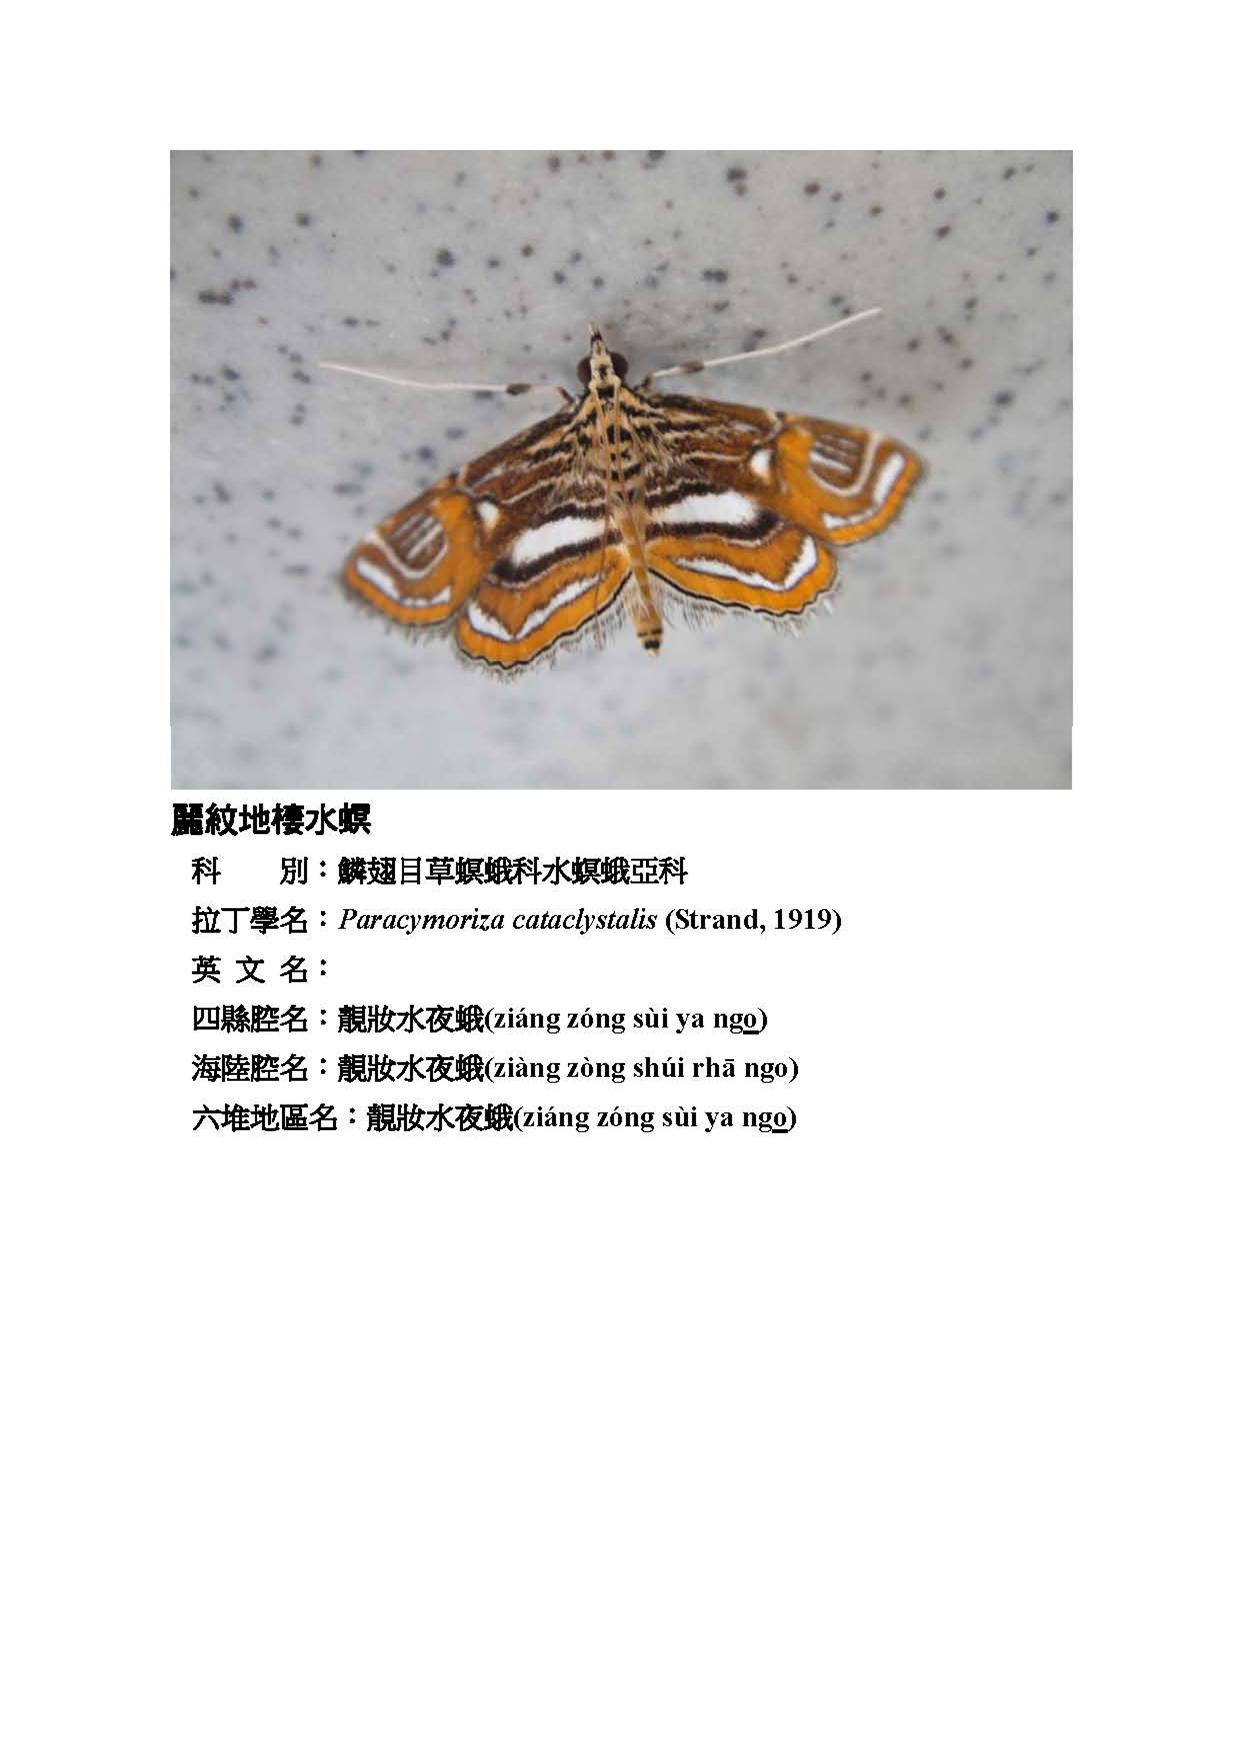 麗紋地棲水螟
科　　別：鱗翅目草螟蛾科水螟蛾亞科
拉丁學名：Paracymoriza cataclystalis (Strand, 1919)
英 文 名：
四縣腔名：靚妝水夜蛾(ziáng zóng sùi ya ngo)
海陸腔名：靚妝水夜蛾(ziàng zòng shúi rhā ngo)
六堆地區名：靚妝水夜蛾(ziáng zóng sùi ya ngo)